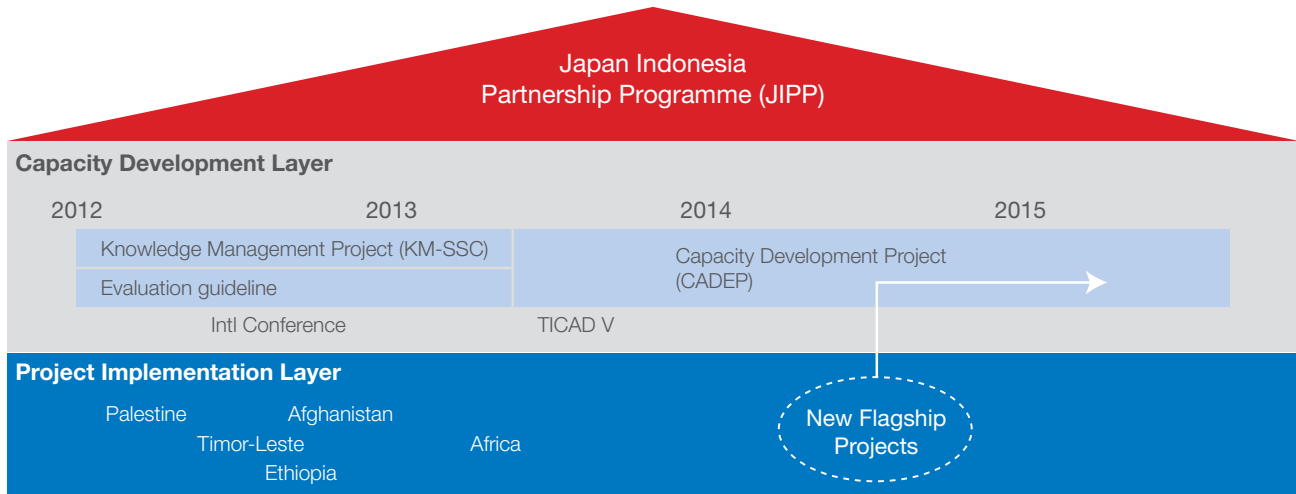 Japan Indonesia
Partnership Programme (JIPP)
Capacity Development Layer
2012 2013 2014 2015
Knowledge Management Project (KM-SSC)
Evaluation guideline
Capacity Development Project
(CADEP)
Intl Conference TICAD V
Project Implementation Layer
Palestine Afghanistan
Timor-Leste Africa
Ethiopia
New Flagship
Projects